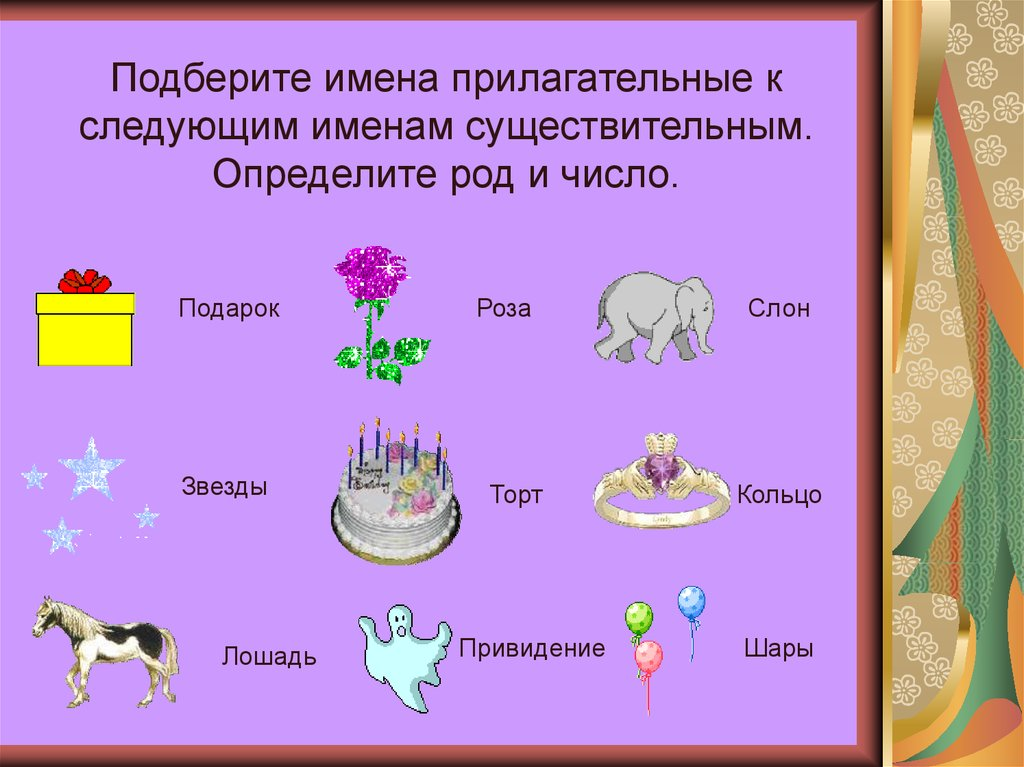 Подберите имена прилагательные к
следующим именам существительным.
Определите род и число.
Подарок
Роза
Слон
Звезды
Торт
Кольцо
Лошадь
Привидение
Шары